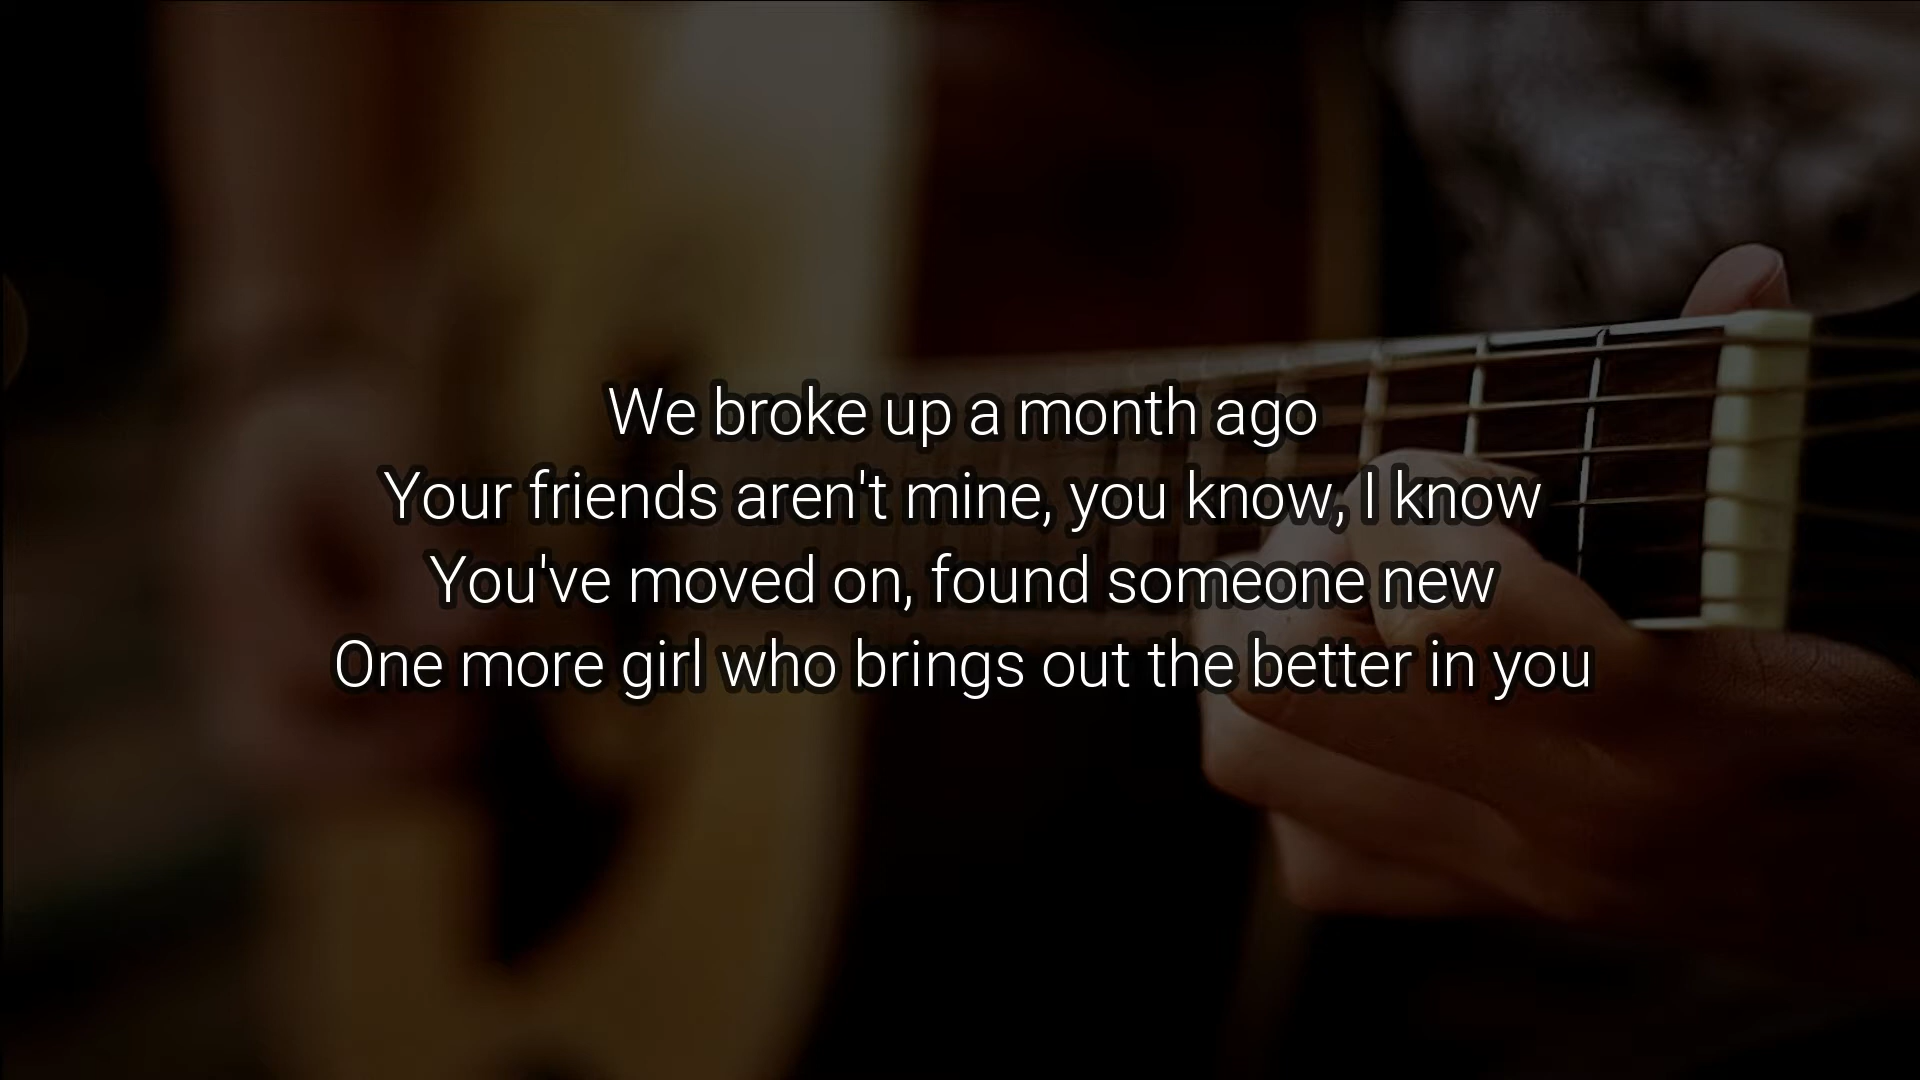 We broke up a month ago
Your friends aren't mine, you know, I know
You've moved on, found someone new
One more girl who brings out the better in you